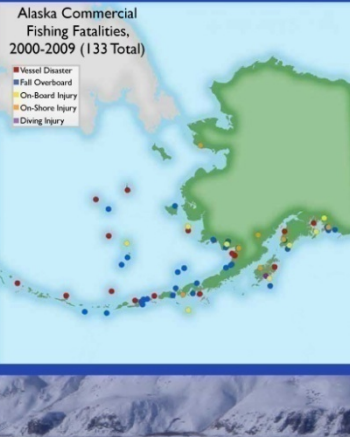 Alaska Commercial
Fishing Fatalities,
2000-2009 (133 Total)
Vessel Disaster
Fall Overboard
On-Board Injury
On-Shore Injury
Diving Injury